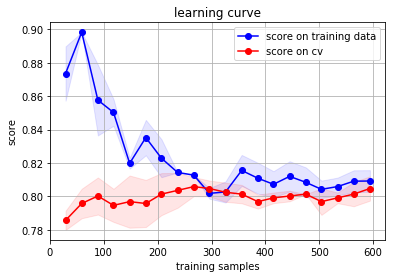 learning curve
score on training data
score on cv
score
0.90
0.88
0.86
0.84
0.82
0.80
0.78
0 100 200 300 400 500 600
training samples